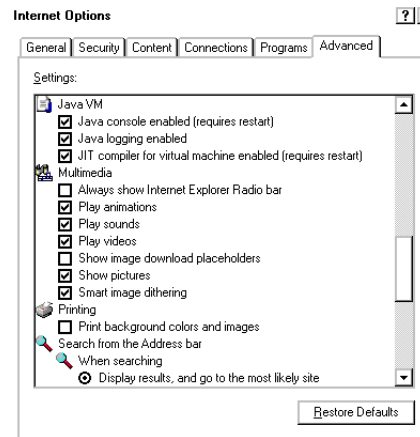 Internet Options
?
General Security Content Connections Programs Advanced
Settings:
Java VM
Java console enabled (requires restart)
Java logging enabled
JIT compiler for virtual machine enabled (requires restart)
Multimedia
Always show Internet Explorer Radio bar
Play animations
Play sounds
Play videos
Show image download placeholders
Show pictures
Smart image dithering
Printing
Print background colors and images
Search from the Address bar
When searching
Display results, and go to the most likely site
Restore Defaults